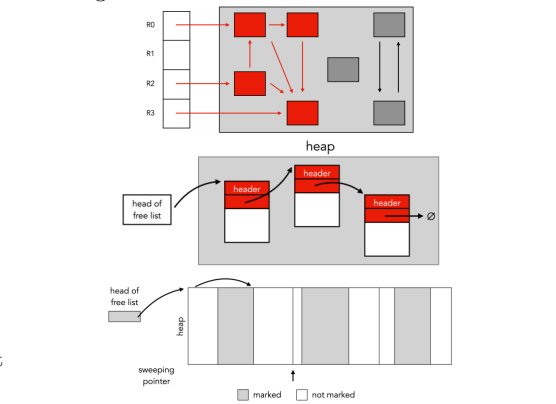 R0
R1
R2
R3
heap
header
header
header
head of
free list
Ø
head of
free list
heap
sweeping
pointer
marked
not marked